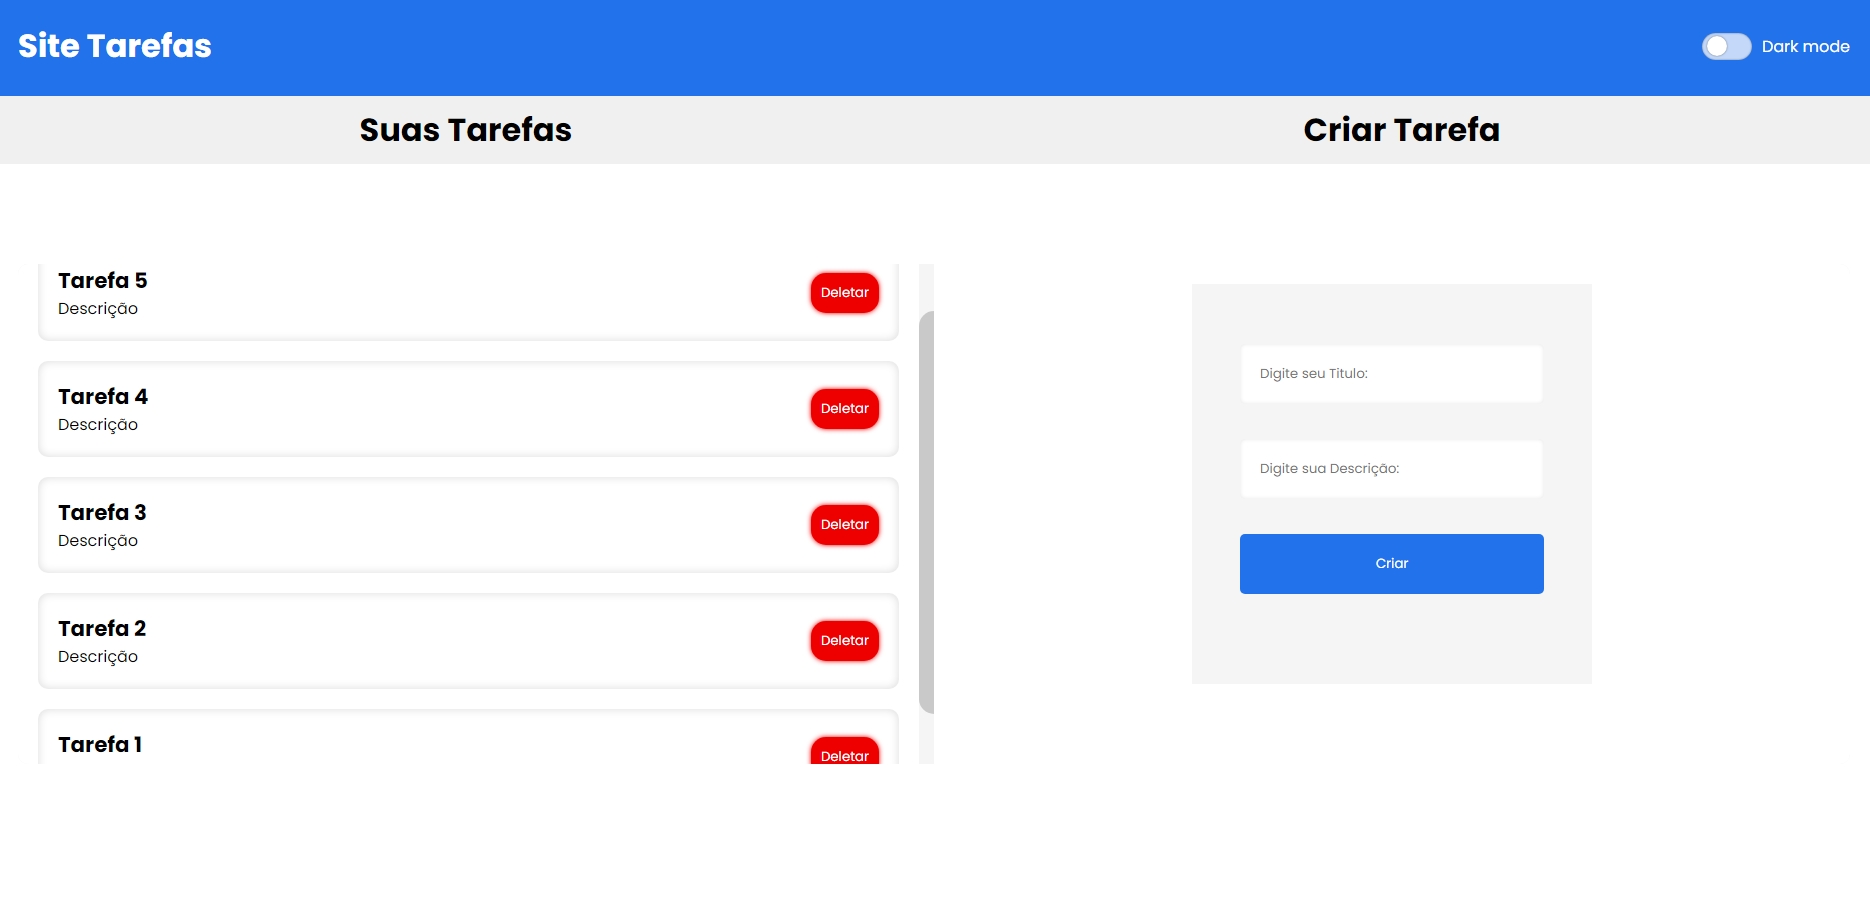 Site Tarefas
Dark mode
Suas Tarefas
Criar Tarefa
Tarefa 5
Descrição
Deletar
Tarefa 4
Descrição
Deletar
Tarefa 3
Descrição
Deletar
Tarefa 2
Descrição
Deletar
Tarefa 1
Deletar
Digite seu Titulo:
Digite sua Descrição:
Criar